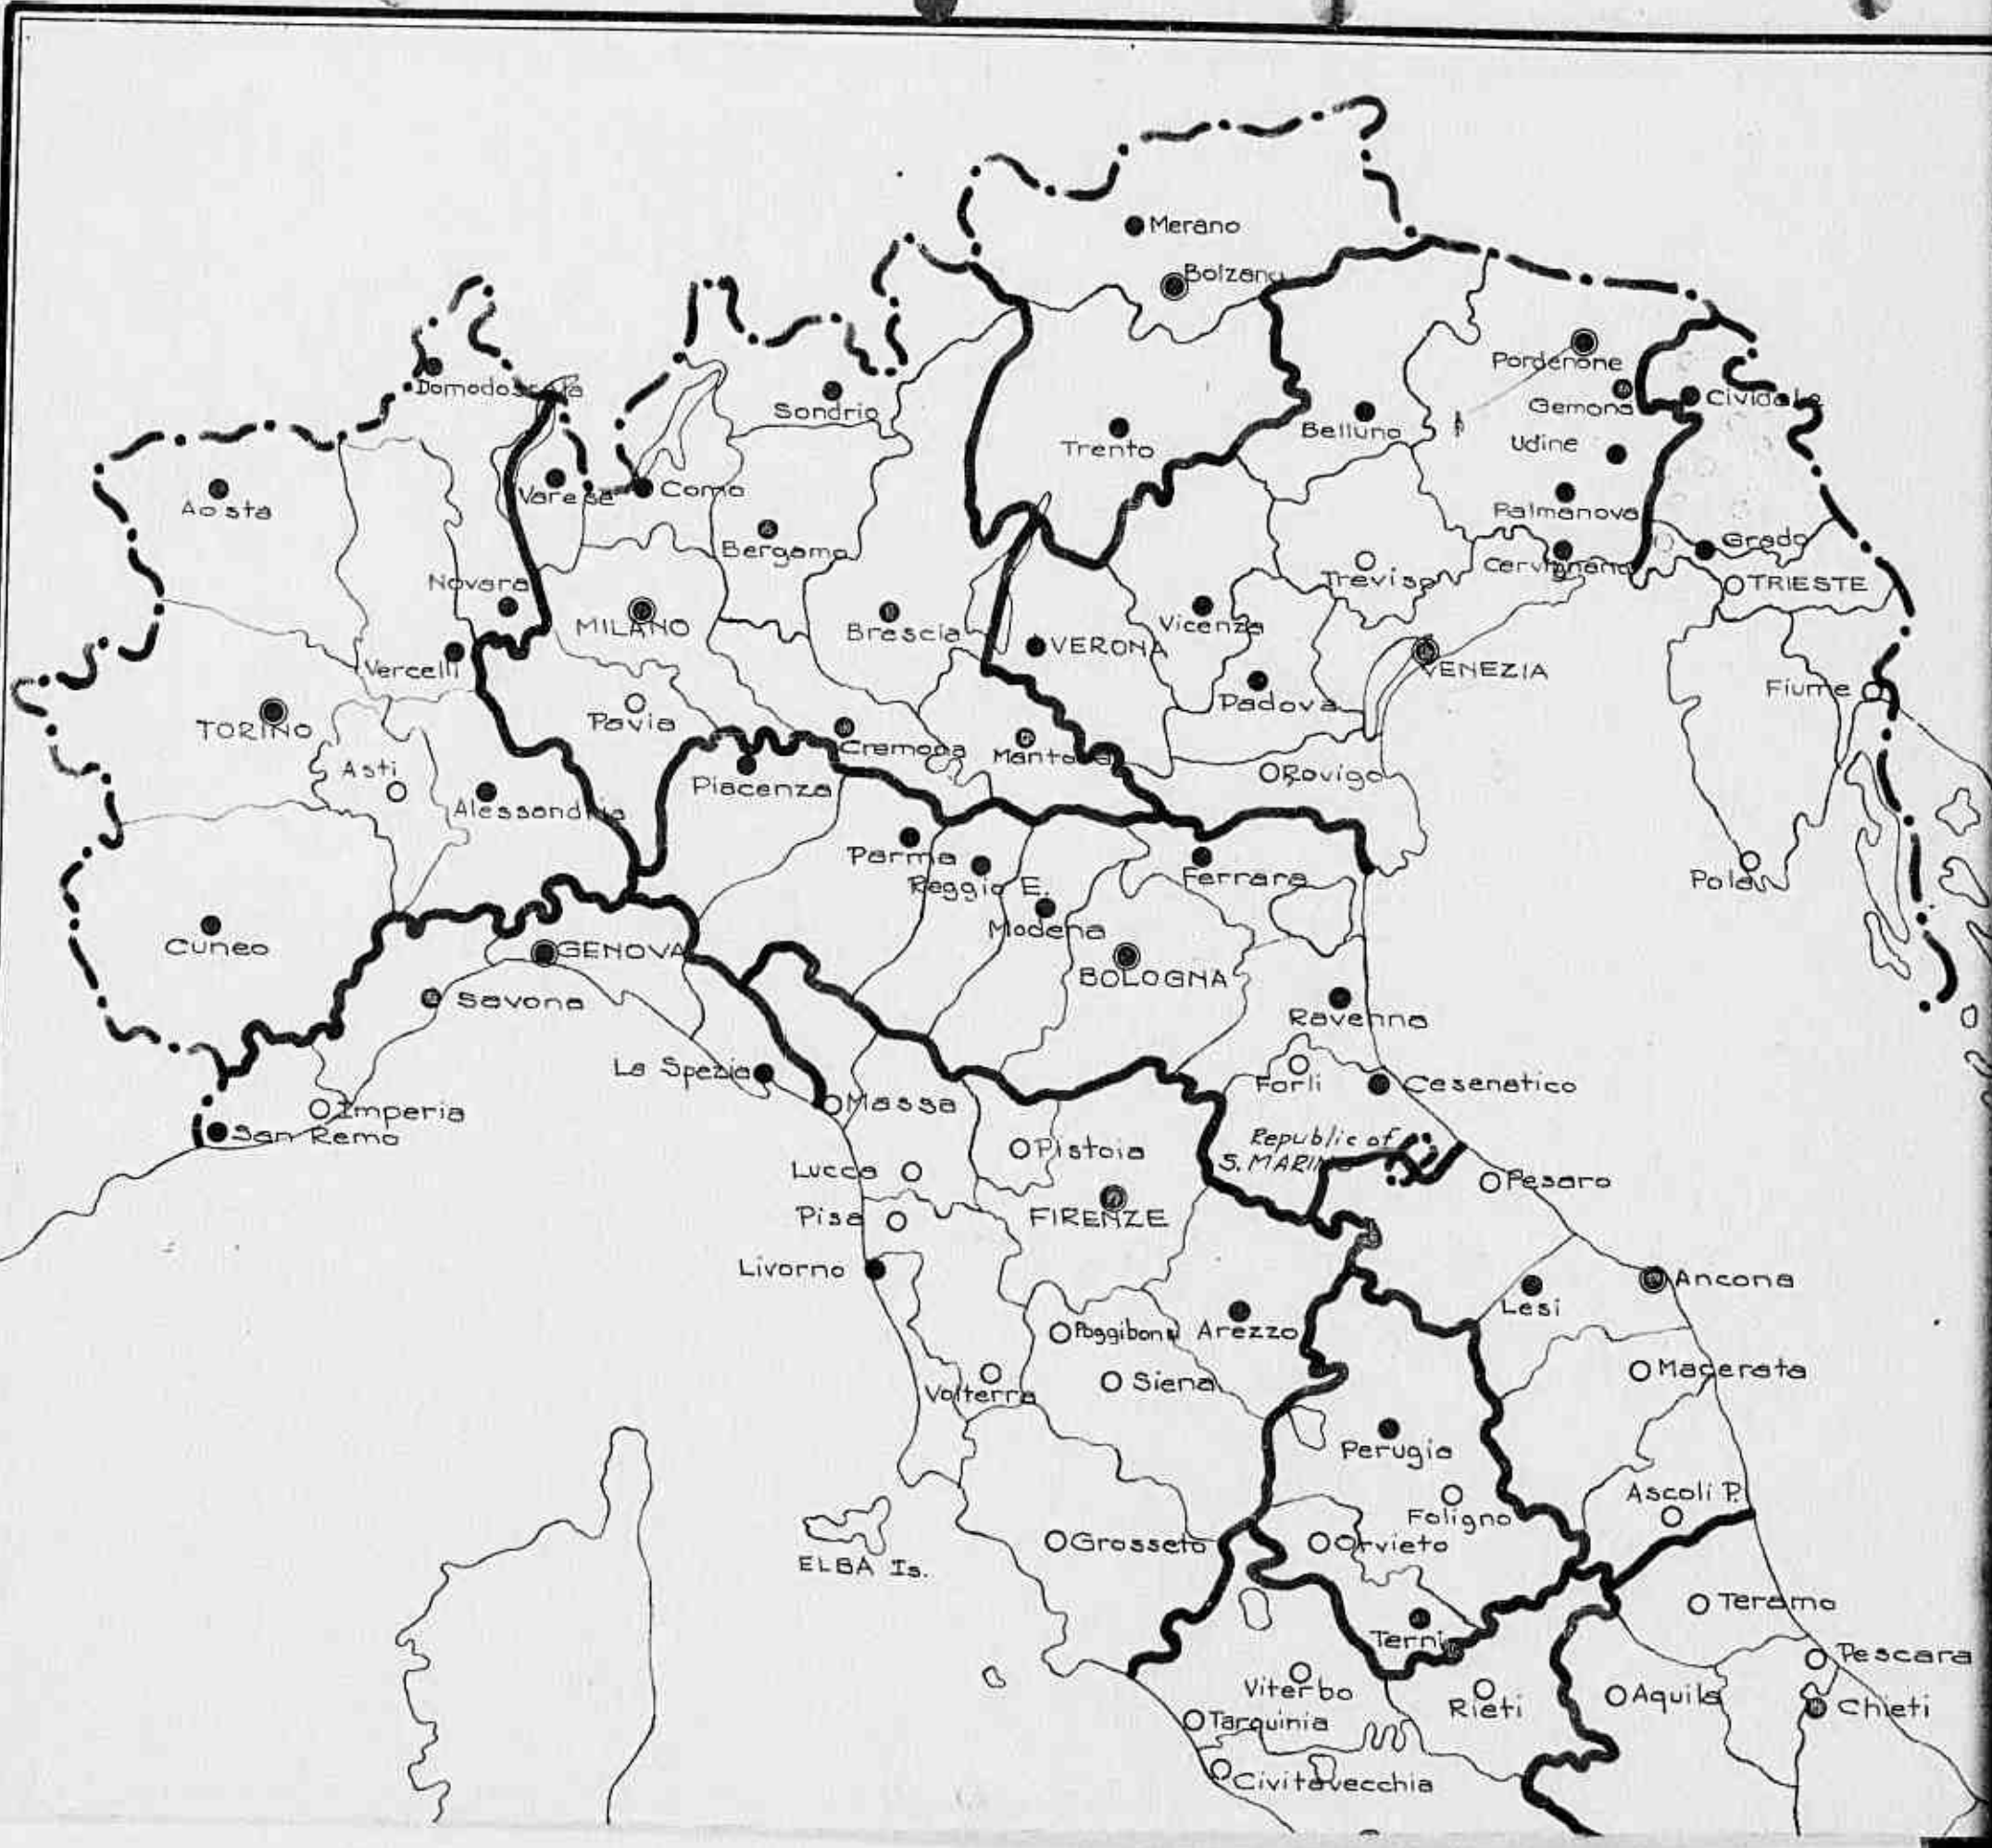 Merano
Bolzano
Pordenone
Domodossola
Gemona
Cividale
Sondrio
Belluno
Udine
Trento
Varese
Como
Aosta
Palmanova
Bergamo
Grado
Cervignano
Treviso
Novara
TRIESTE
MILANO
Brescia
Vicenza
VERONA
Vercelli
VENEZIA
Fiume
Padova
Pavia
TORINO
Cremona
Mantova
Asti
Rovigo
Piacenza
Alessandria
Parma
Ferrara
Reggio E.
Pola
Modena
Cuneo
GENOVA
BOLOGNA
Savona
Ravenna
La Spezia
Forli
Cesenatico
Massa
Imperia
San Remo
Republic of
S. MARINO
Pistoia
Lucca
Pesaro
Pisa
FIRENZE
Livorno
Ancona
Lesi
Poggibons
Arezzo
Macerata
Siena
Volterra
Perugia
Ascoli P.
Foligno
Grosseto
Orvieto
ELBA Is.
Teramo
Terni
Pescara
Viterbo
Rieti
Aquila
Chieti
Tarquinia
Civitavecchia